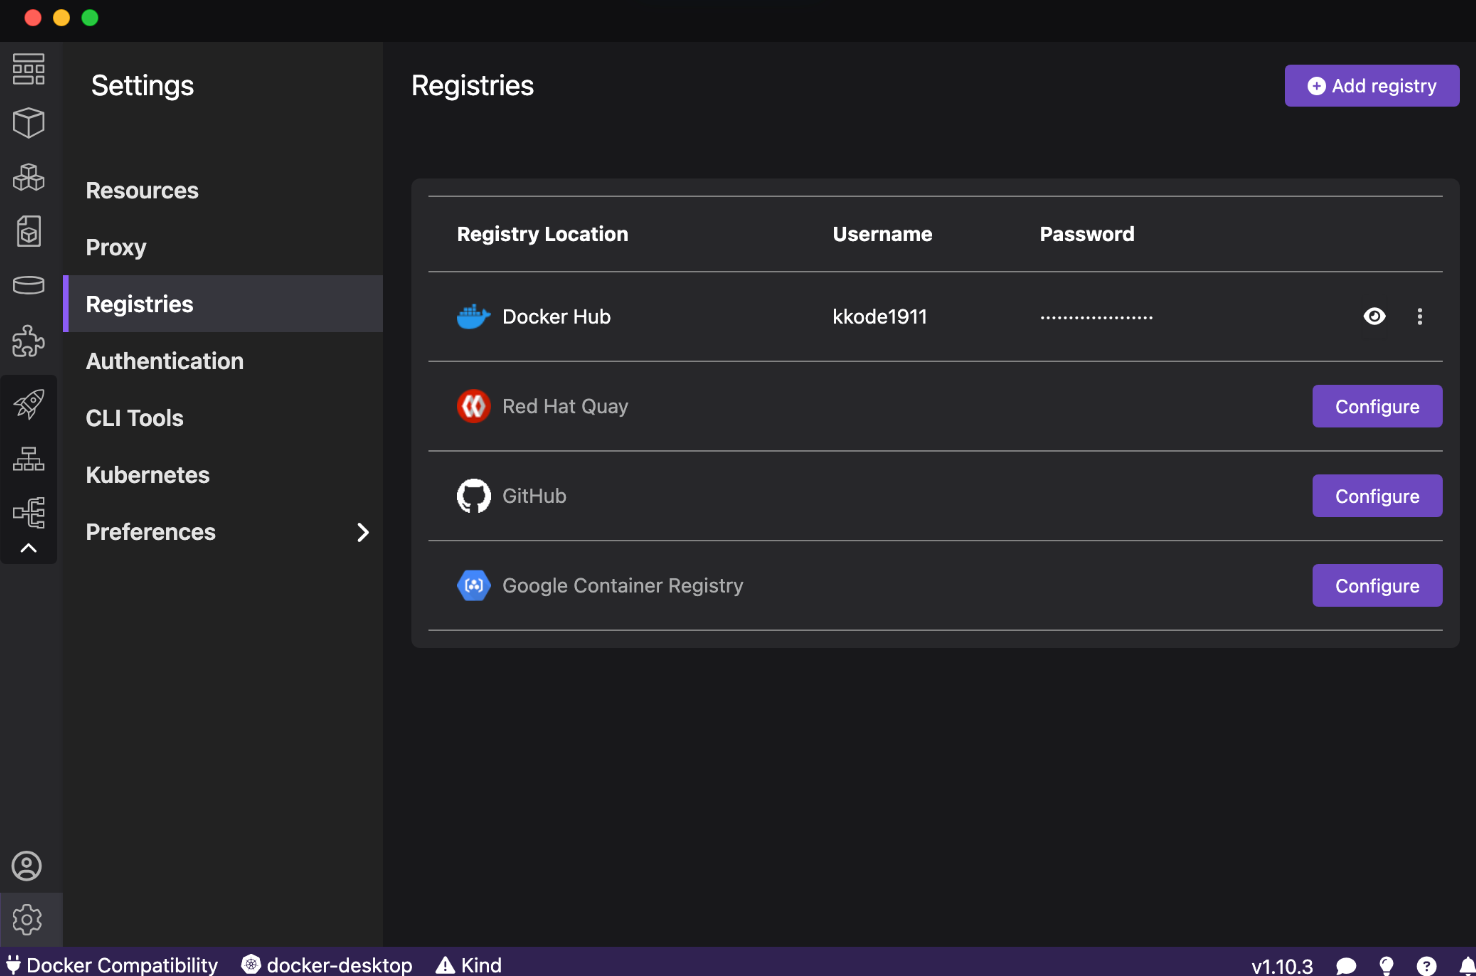 Settings
Resources
Proxy
Registries
Authentication
CLI Tools
Kubernetes
Preferences
Registries
Add registry
Registry Location Username Password
Docker Hub kkode1911 ····················
Red Hat Quay Configure
GitHub Configure
Google Container Registry Configure
Docker Compatibility docker-desktop Kind v1.10.3